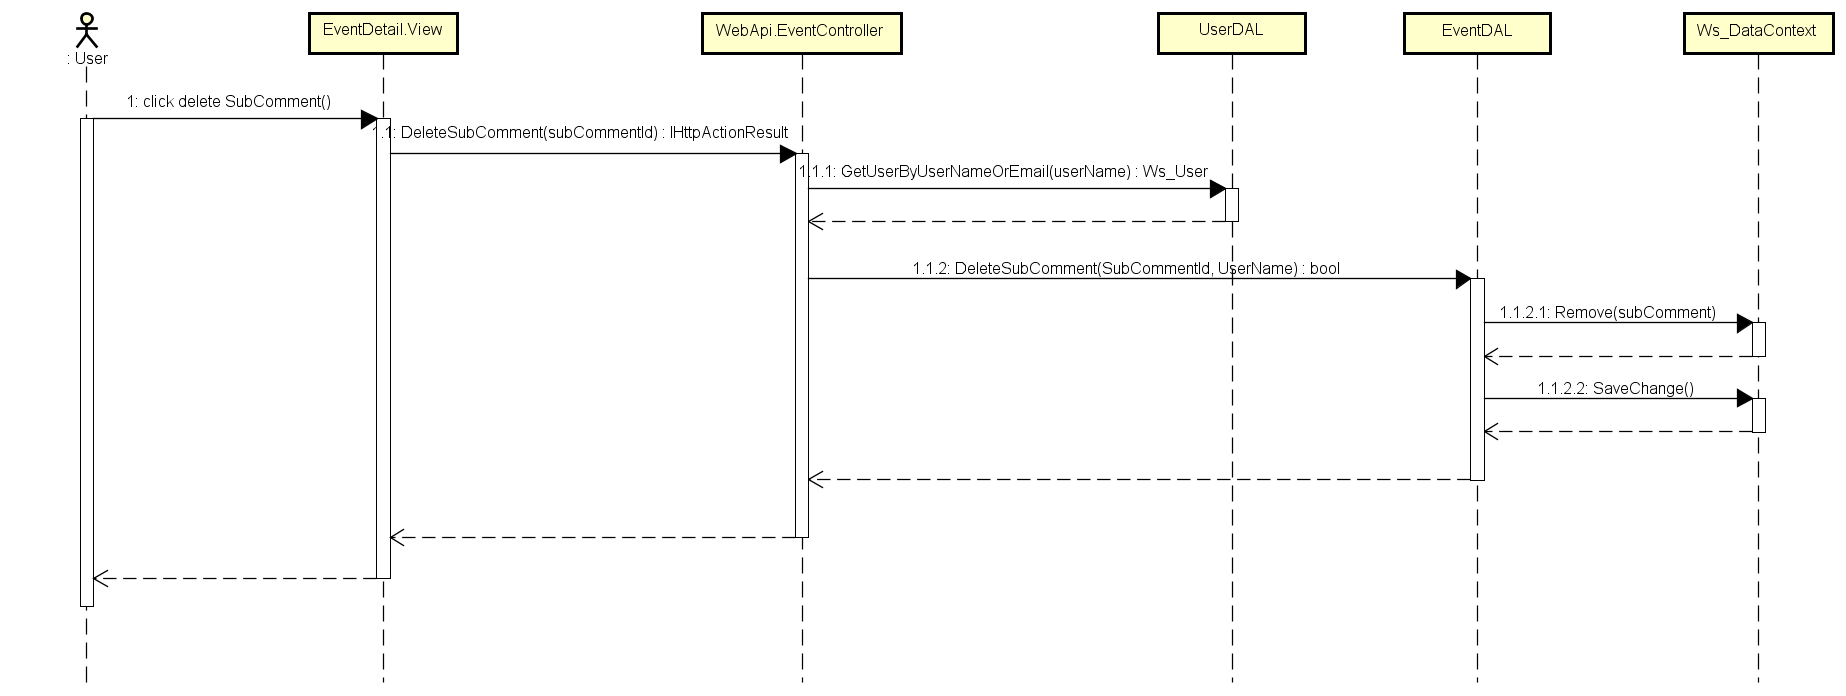 : User
EventDetail.View
WebApi.EventController
UserDAL
EventDAL
Ws_DataContext
1: click delete SubComment()
1.1: DeleteSubComment(subCommentId) : IHttpActionResult
1.1.1: GetUserByUserNameOrEmail(userName) : Ws_User
1.1.2: DeleteSubComment(SubCommentId, UserName) : bool
1.1.2.1: Remove(subComment)
1.1.2.2: SaveChange()